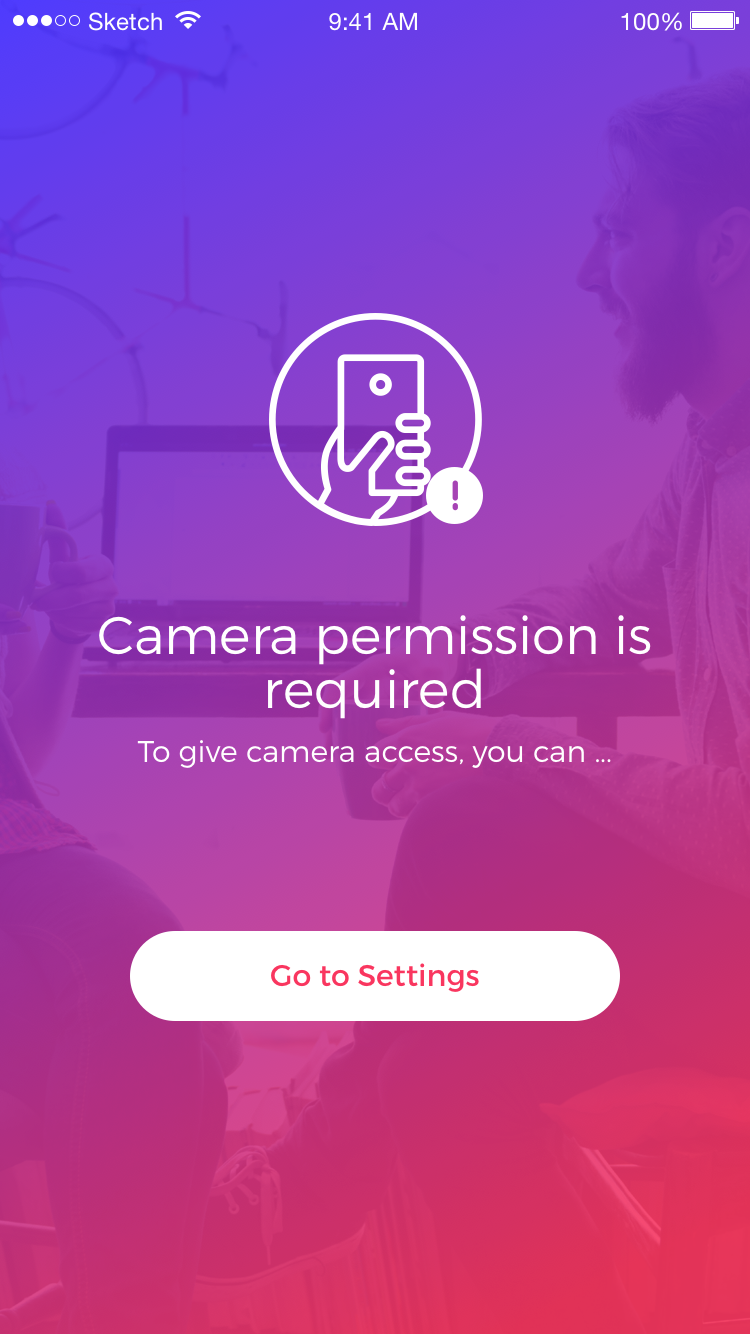 Sketch 9:41 AM 100%
!
Camera permission is
required
To give camera access, you can ...
Go to Settings